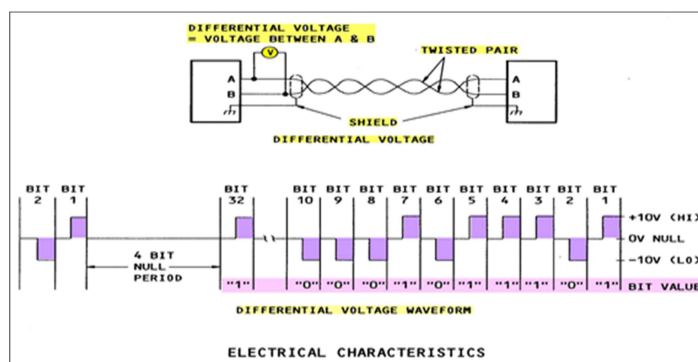 DIFFERENTIAL VOLTAGE
= VOLTAGE BETWEEN A & B
V
TWISTED PAIR
A
A
B
B
SHIELD
DIFFERENTIAL VOLTAGE
BIT 2
BIT 1
BIT 32
BIT 10
BIT 9
BIT 8
BIT 7
BIT 6
BIT 5
BIT 4
BIT 3
BIT 2
BIT 1
+10V (HI)
0V NULL
-10V (LO)
4 BIT
NULL
PERIOD
"1" "0" "0" "0" "1" "0" "1" "1" "1" "0" "1" BIT VALUE
DIFFERENTIAL VOLTAGE WAVEFORM
ELECTRICAL CHARACTERISTICS